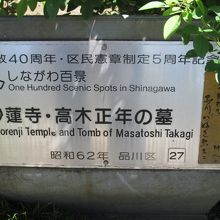 政40周年・区民憲章制定5周年記
しながわ百景
One Hundred Scenic Spots in Shinagawa
蓮寺・高木正年の墓
orenji Temple and Tomb of Masatoshi Takagi
昭和62年 品川区 27